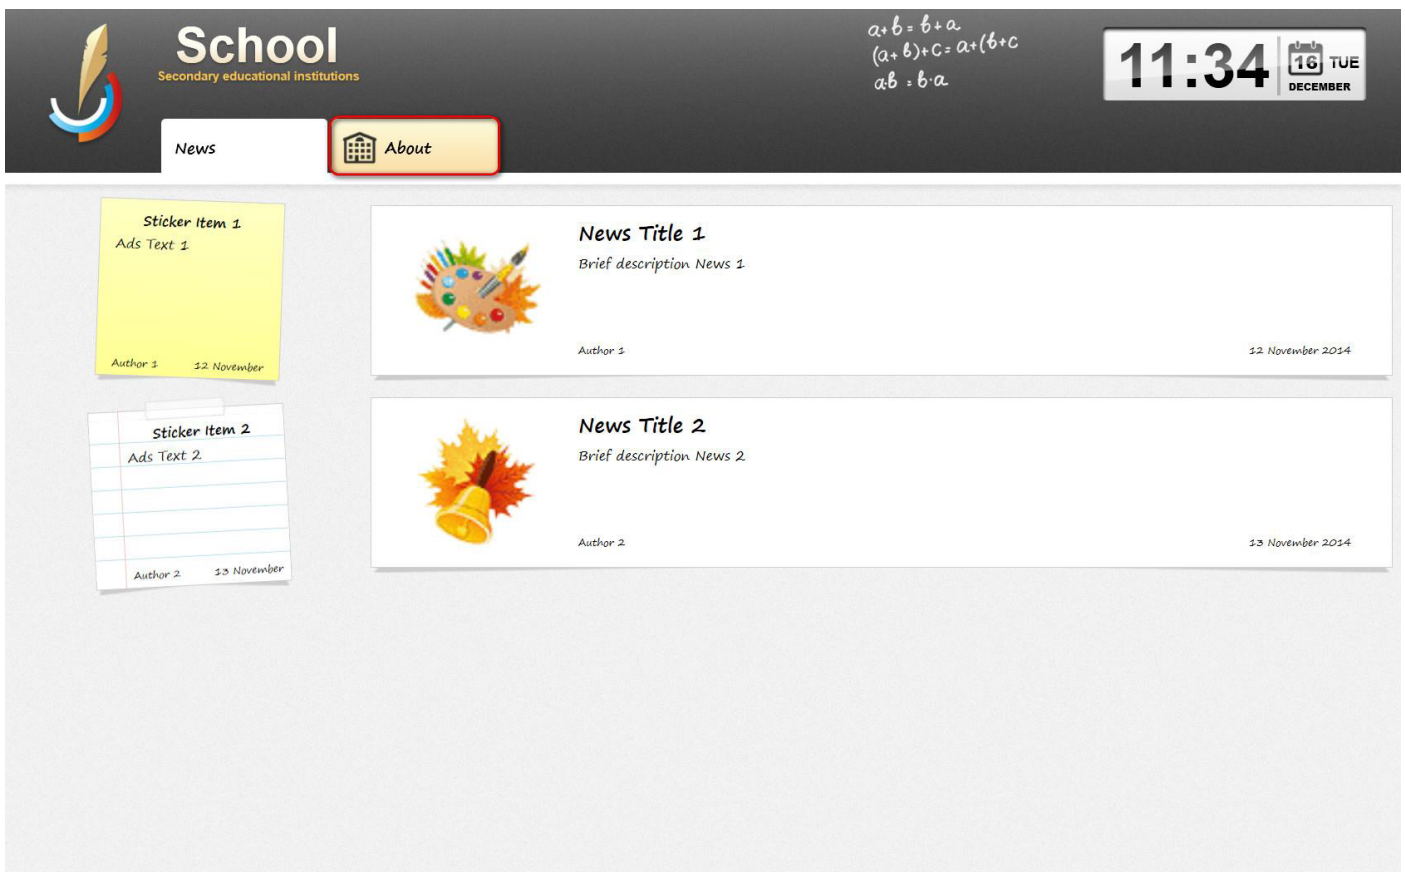 School
Secondary educational institutions
a+b = b+a
(a+b)+c = a+(b+c
ab = b·a
11:34
16 TUE
DECEMBER
News
About
Sticker Item 1
Ads Text 1
Author 1 12 November
Sticker Item 2
Ads Text 2
Author 2 13 November
News Title 1
Brief description News 1
Author 1 12 November 2014
News Title 2
Brief description News 2
Author 2 13 November 2014